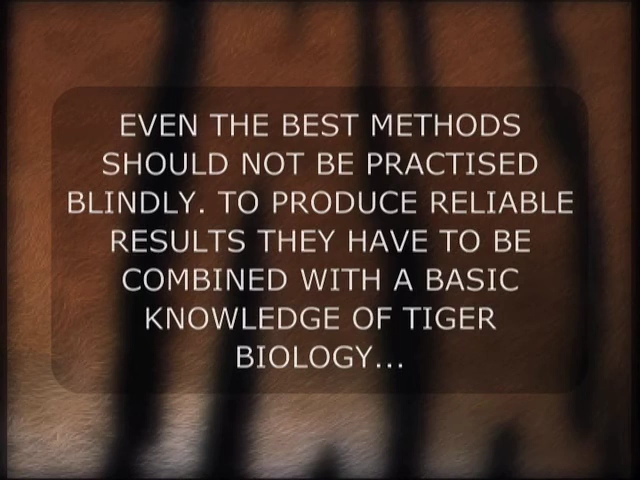 EVEN THE BEST METHODS
SHOULD NOT BE PRACTISED
BLINDLY. TO PRODUCE RELIABLE
RESULTS THEY HAVE TO BE
COMBINED WITH A BASIC
KNOWLEDGE OF TIGER
BIOLOGY...